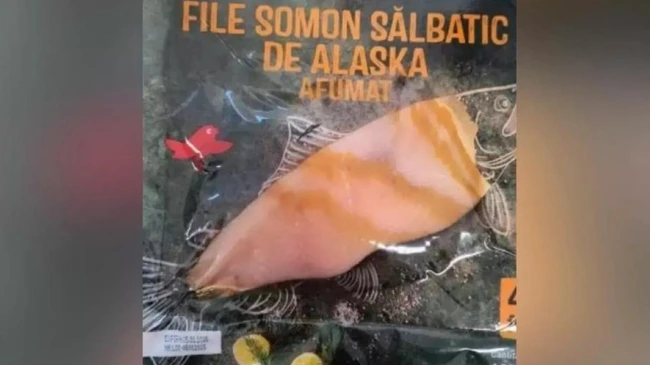 FILE SOMON SĂLBATIC
DE ALASKA
AFUMAT